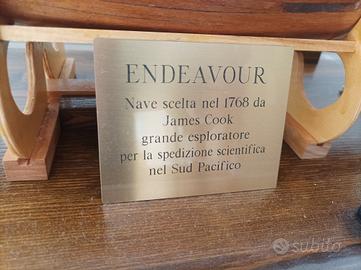 ENDEAVOUR
Nave scelta nel 1768 da
James Cook
grande esploratore
per la spedizione scientifica
nel Sud Pacifico
subito